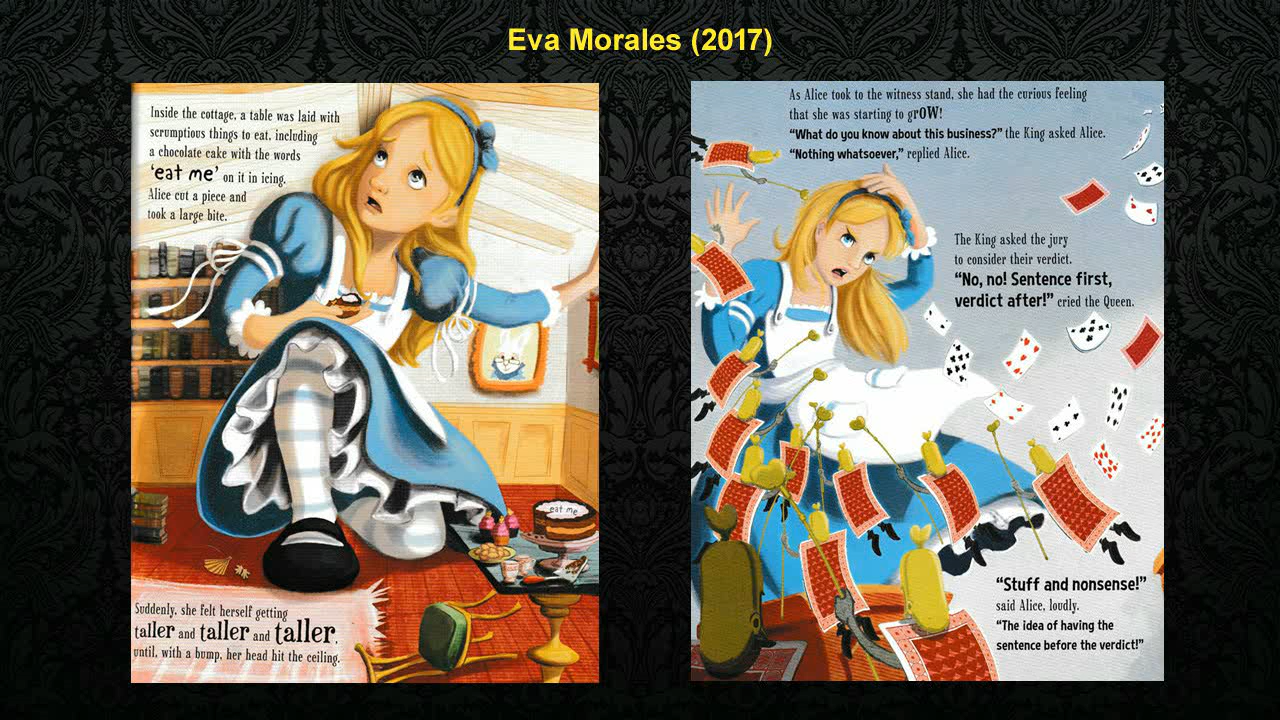 Eva Morales (2017)
Inside the cottage, a table was laid with
scrumptious things to eat, including
a chocolate cake with the words
‘eat me’ on it in icing.
Alice cut a piece and
took a large bite.
eat me
Suddenly, she felt herself getting
taller and taller and taller,
until, with a bump, her head hit the ceiling.
As Alice took to the witness stand, she had the curious feeling
that she was starting to grOW!
“What do you know about this business?” the King asked Alice.
“Nothing whatsoever,” replied Alice.
The King asked the jury
to consider their verdict.
“No, no! Sentence first,
verdict after!” cried the Queen.
“Stuff and nonsense!”
said Alice, loudly.
“The idea of having the
sentence before the verdict!”